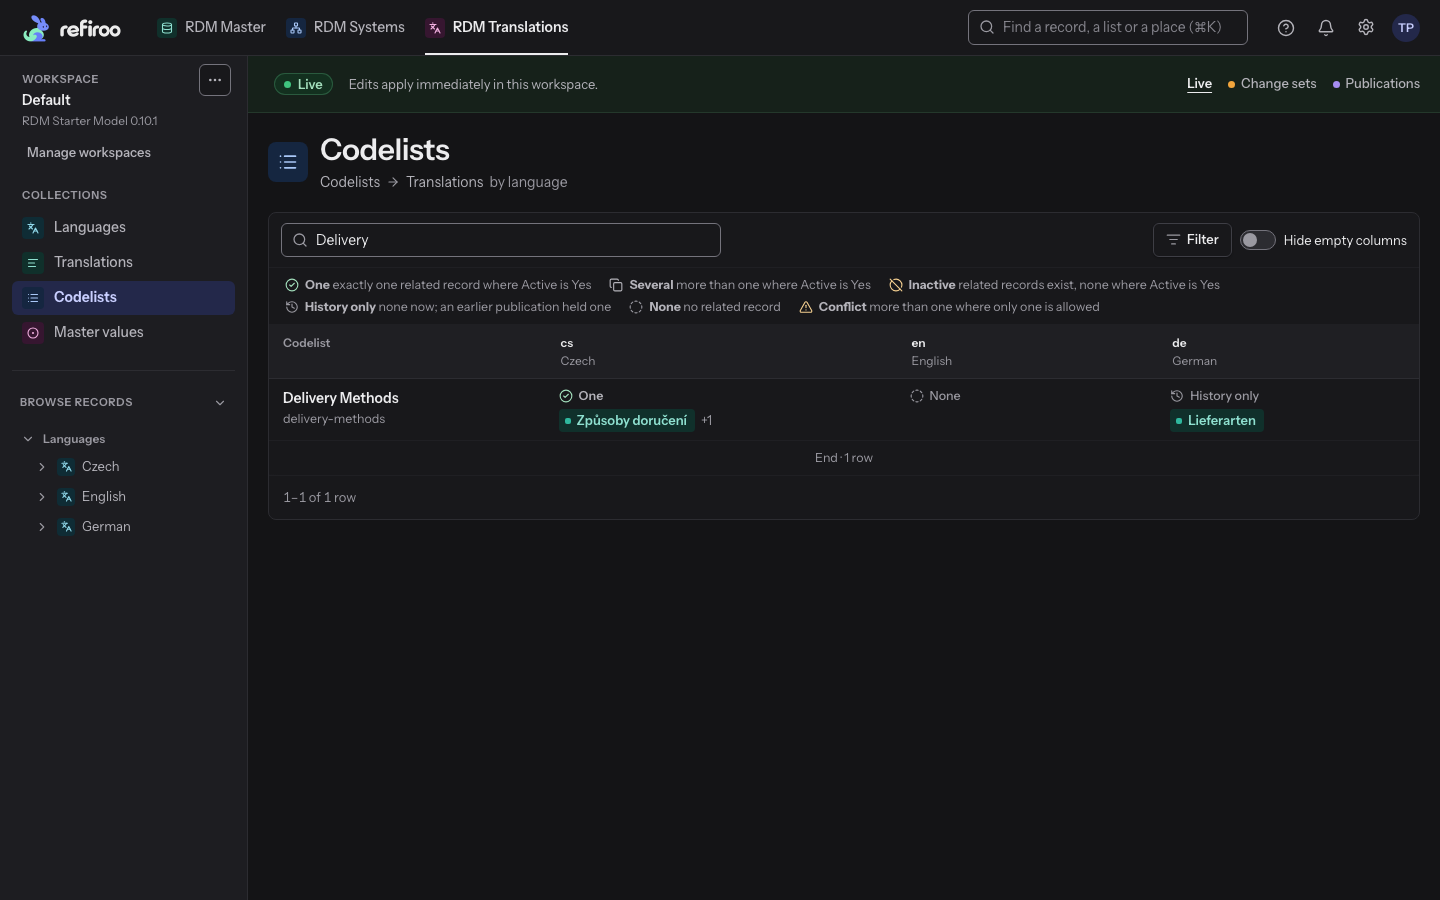 refiroo
RDM Master
RDM Systems
RDM Translations
Find a record, a list or a place (⌘K)
TP
WORKSPACE
Default
RDM Starter Model 0.10.1
Manage workspaces
COLLECTIONS
Languages
Translations
Codelists
Master values
BROWSE RECORDS
Languages
Czech
English
German
Live
Edits apply immediately in this workspace.
Live
Change sets
Publications
Codelists
Codelists → Translations by language
Delivery
Filter
Hide empty columns
One exactly one related record where Active is Yes
Several more than one where Active is Yes
Inactive related records exist, none where Active is Yes
History only none now; an earlier publication held one
None no related record
Conflict more than one where only one is allowed
Codelist
cs
Czech
en
English
de
German
Delivery Methods
delivery-methods
One
Způsoby doručení +1
None
History only
Lieferarten
End · 1 row
1–1 of 1 row